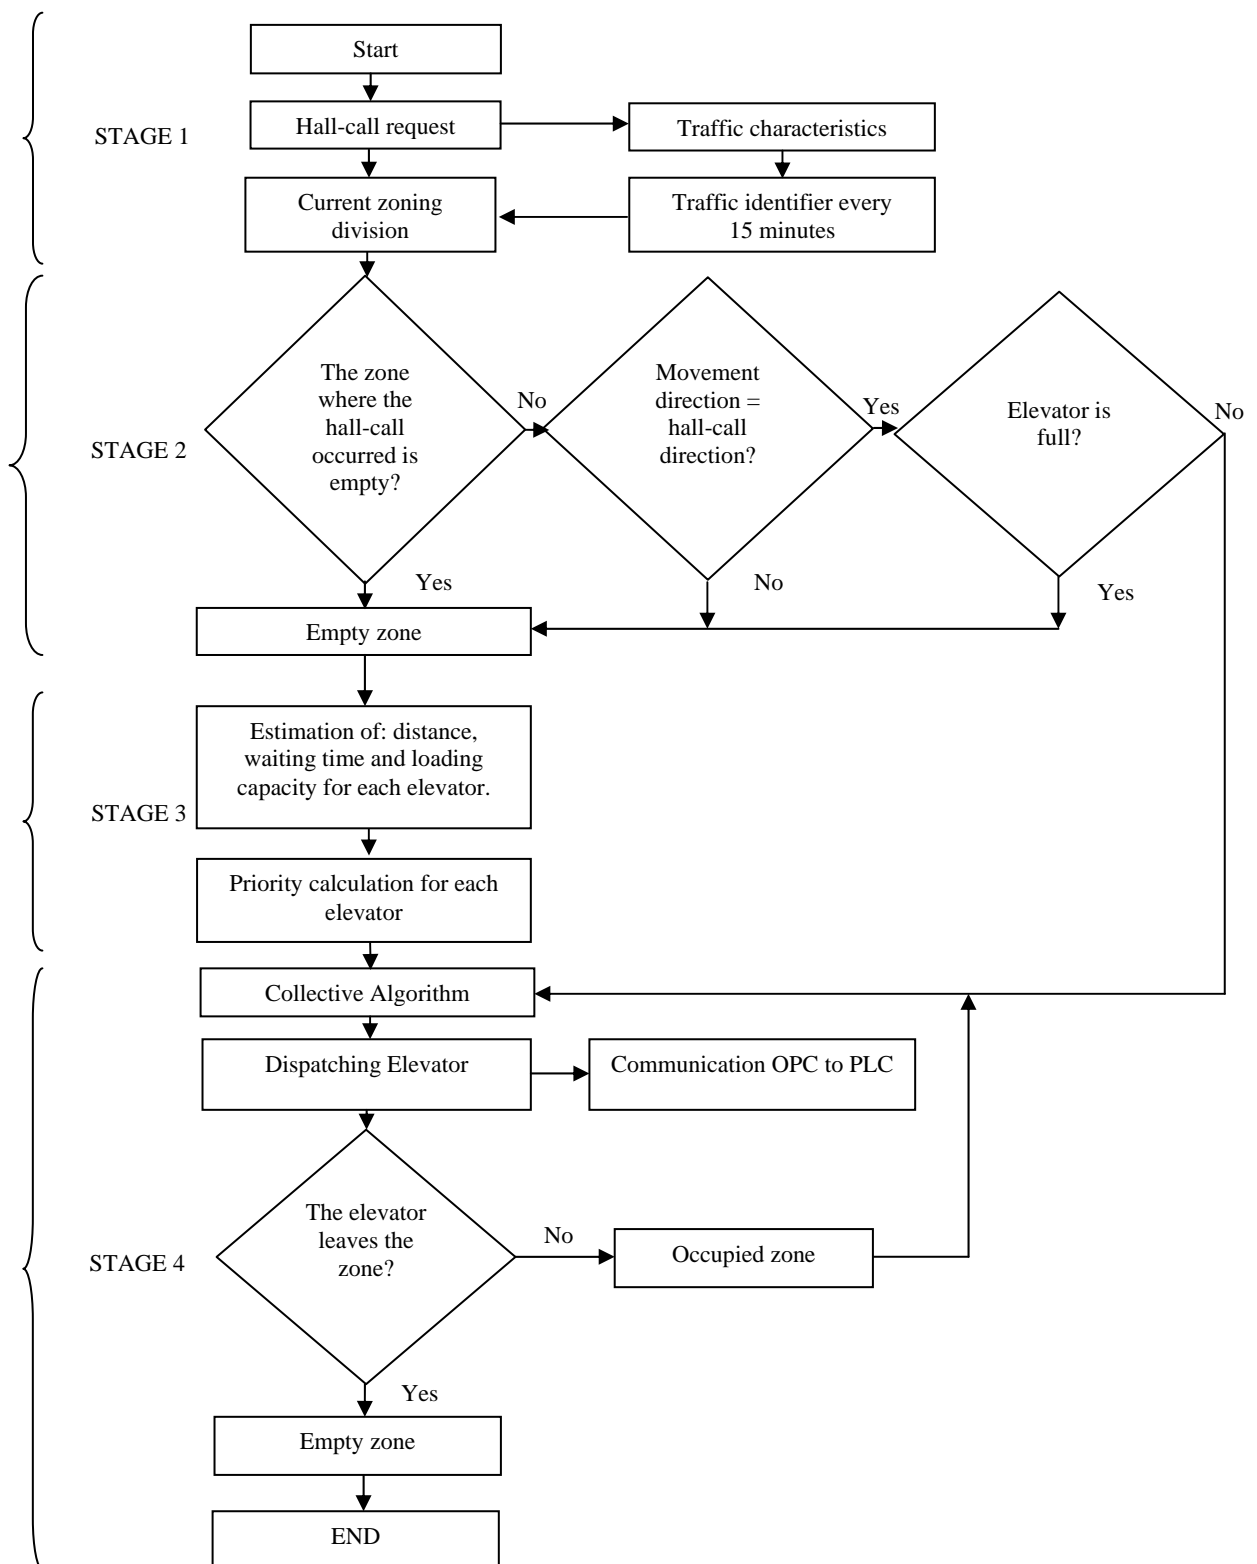 Start
STAGE 1
Hall-call request
Traffic characteristics
Current zoning
division
Traffic identifier every
15 minutes
STAGE 2
The zone
where the
hall-call
occurred is
empty?
No
Movement
direction =
hall-call
direction?
Yes
Elevator is
full?
No
Yes
No
Yes
Empty zone
STAGE 3
Estimation of: distance,
waiting time and loading
capacity for each elevator.
Priority calculation for each
elevator
Collective Algorithm
Dispatching Elevator
Communication OPC to PLC
STAGE 4
The elevator
leaves the
zone?
No
Occupied zone
Yes
Empty zone
END